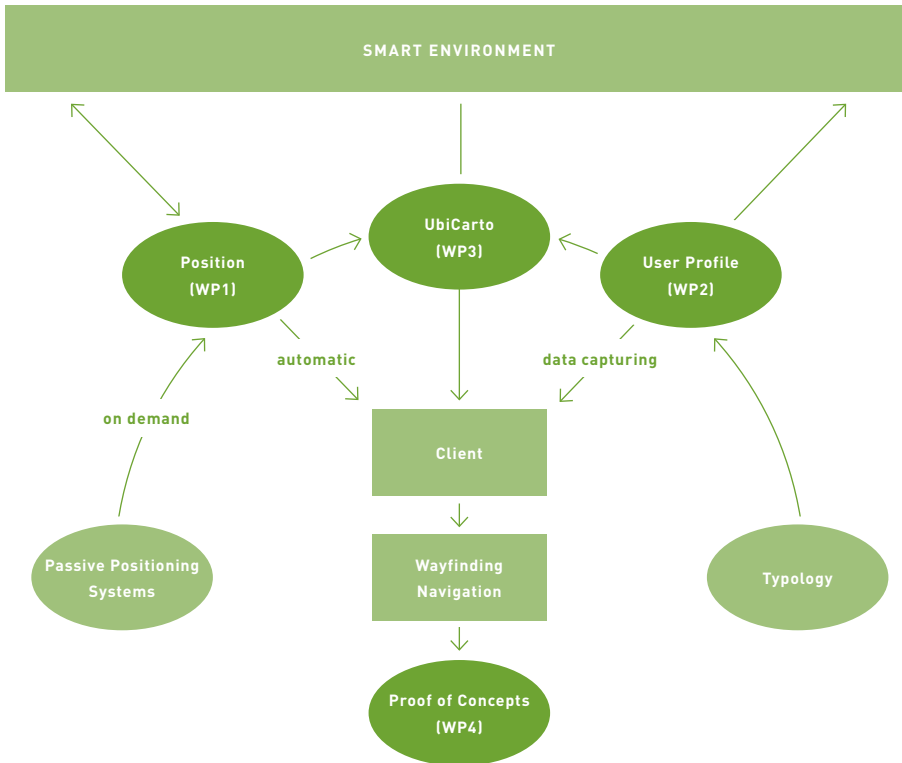 SMART ENVIRONMENT
UbiCarto
(WP3)
Position
(WP1)
User Profile
(WP2)
automatic
data capturing
on demand
Client
Passive Positioning
Systems
Wayfinding
Navigation
Typology
Proof of Concepts
(WP4)